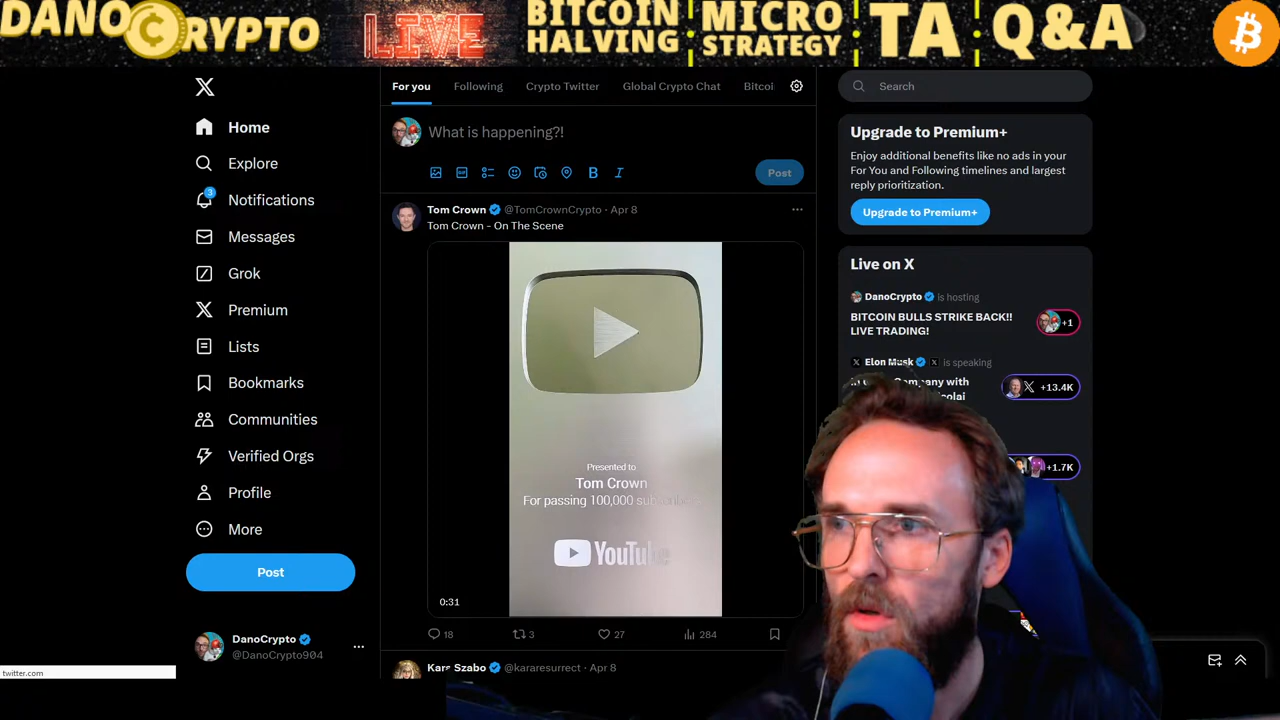 DANO CRYPTO
LIVE
BITCOIN
HALVING
MICRO
STRATEGY
TA
Q&A
Home
Explore
3
Notifications
Messages
Grok
Premium
Lists
Bookmarks
Communities
Verified Orgs
Profile
More
Post
DanoCrypto
@DanoCrypto904
twitter.com
For you
Following
Crypto Twitter
Global Crypto Chat
Bitcoi
What is happening?!
Post
Tom Crown @TomCrownCrypto · Apr 8
Tom Crown - On The Scene
Presented to
Tom Crown
For passing 100,000
YouTube
0:31
18
3
27
284
Kara Szabo @kararesurrect · Apr 8
Search
Upgrade to Premium+
Enjoy additional benefits like no ads in your
For You and Following timelines and largest
reply prioritization.
Upgrade to Premium+
Live on X
DanoCrypto is hosting
BITCOIN BULLS STRIKE BACK!!
LIVE TRADING!
+1
Elon Musk is speaking
Company with
+13.4K
+1.7K